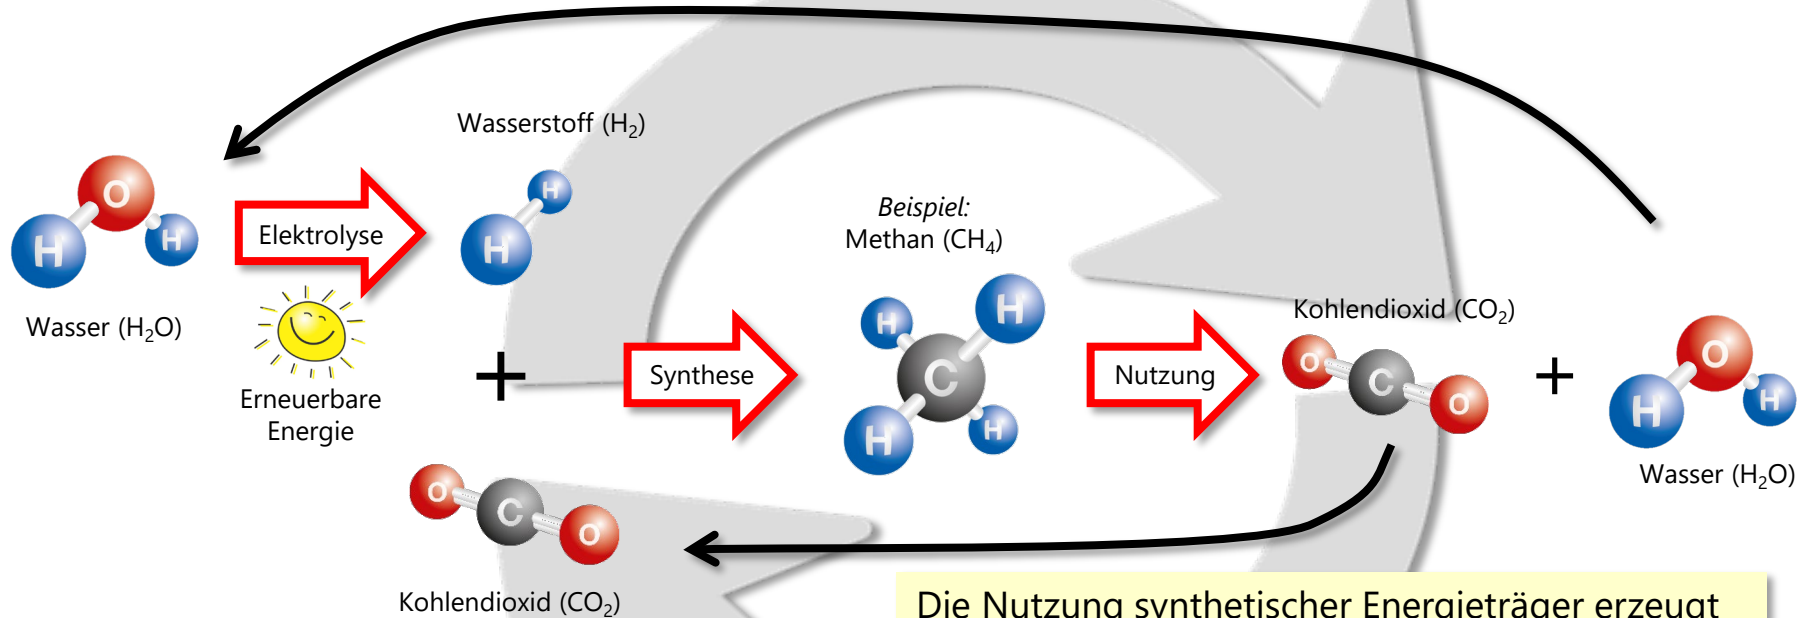 Wasserstoff (H₂)
O
H
H
Elektrolyse
H
H
Wasser (H₂O)
Erneuerbare
Energie
+
Synthese
Beispiel:
Methan (CH₄)
H
H
C
H
H
Nutzung
Kohlendioxid (CO₂)
O
C
O
+
O
H
H
Wasser (H₂O)
O
C
O
Kohlendioxid (CO₂)
Die Nutzung synthetischer Energieträger erzeugt